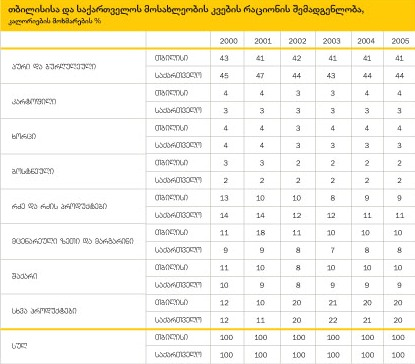 თბილისისა და საქართველოს მოსახლეობის კვების რაციონის შემადგენლობა,
კალორიების მოხმარების %
2000 2001 2002 2003 2004 2005
პური და ბურღულეული თბილისი 43 41 42 41 41 41
საქართველო 45 47 44 43 44 44
კარტოფილი თბილისი 4 4 3 3 4 4
საქართველო 3 3 3 3 3 3
ხორცი თბილისი 4 4 3 4 4 4
საქართველო 4 4 3 3 3 3
ბოსტნეული თბილისი 3 3 2 2 2 2
საქართველო 2 2 2 2 2 2
რძე და რძის პროდუქტები თბილისი 13 10 10 8 9 9
საქართველო 14 14 12 12 11 11
მცენარეული ზეთი და მარგარინი თბილისი 11 18 11 10 10 10
საქართველო 9 9 8 7 8 8
შაქარი თბილისი 11 10 8 10 10 10
საქართველო 10 9 8 9 9 9
სხვა პროდუქტები თბილისი 12 10 20 21 20 20
საქართველო 12 11 20 22 21 20
სულ თბილისი 100 100 100 100 100 100
საქართველო 100 100 100 100 100 100